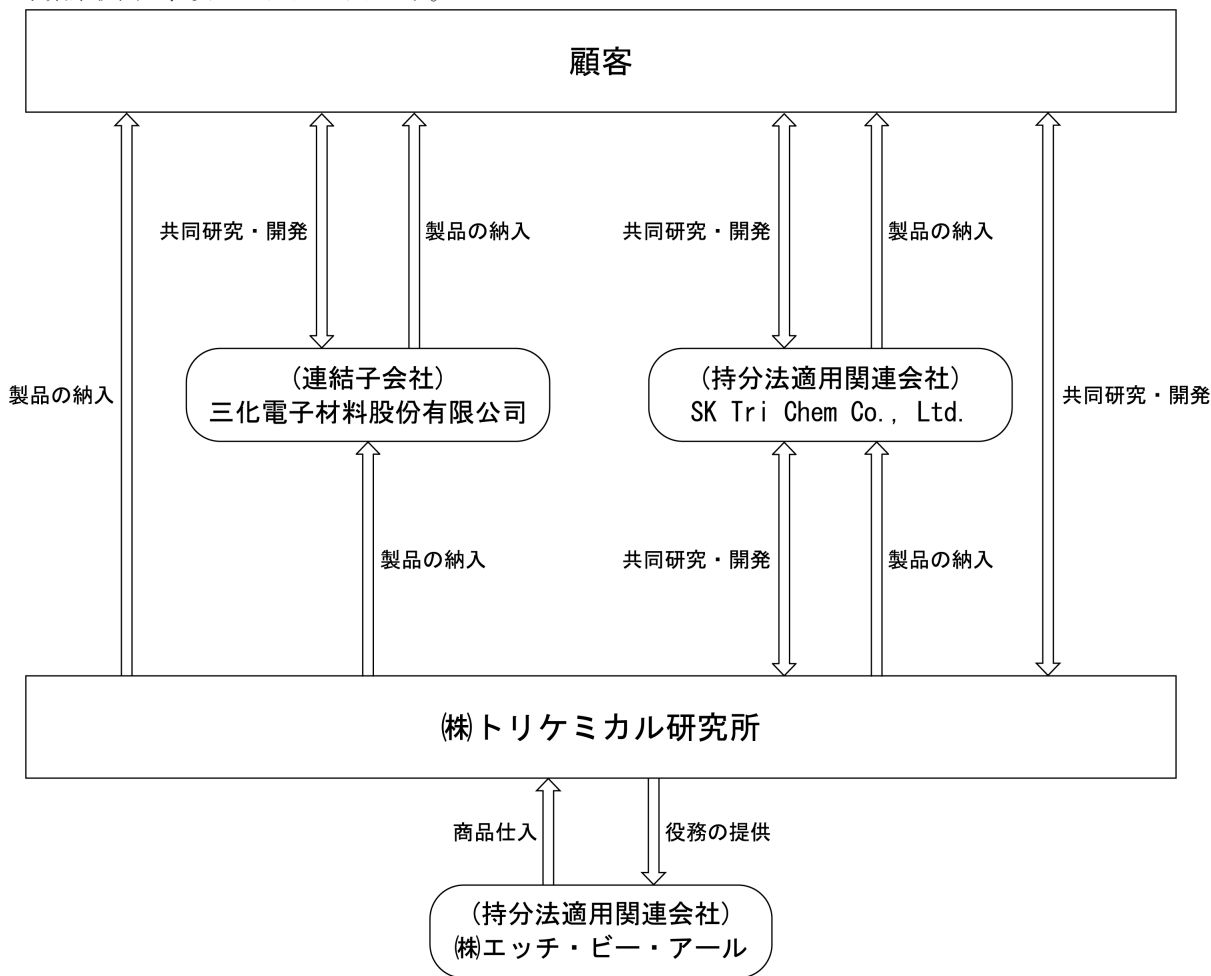 顧客
共同研究・開発
製品の納入
共同研究・開発
製品の納入
製品の納入
(連結子会社)
三化電子材料股份有限公司
(持分法適用関連会社)
SK Tri Chem Co., Ltd.
共同研究・開発
製品の納入
共同研究・開発
製品の納入
㈱トリケミカル研究所
商品仕入
役務の提供
(持分法適用関連会社)
㈱エッチ・ビー・アール